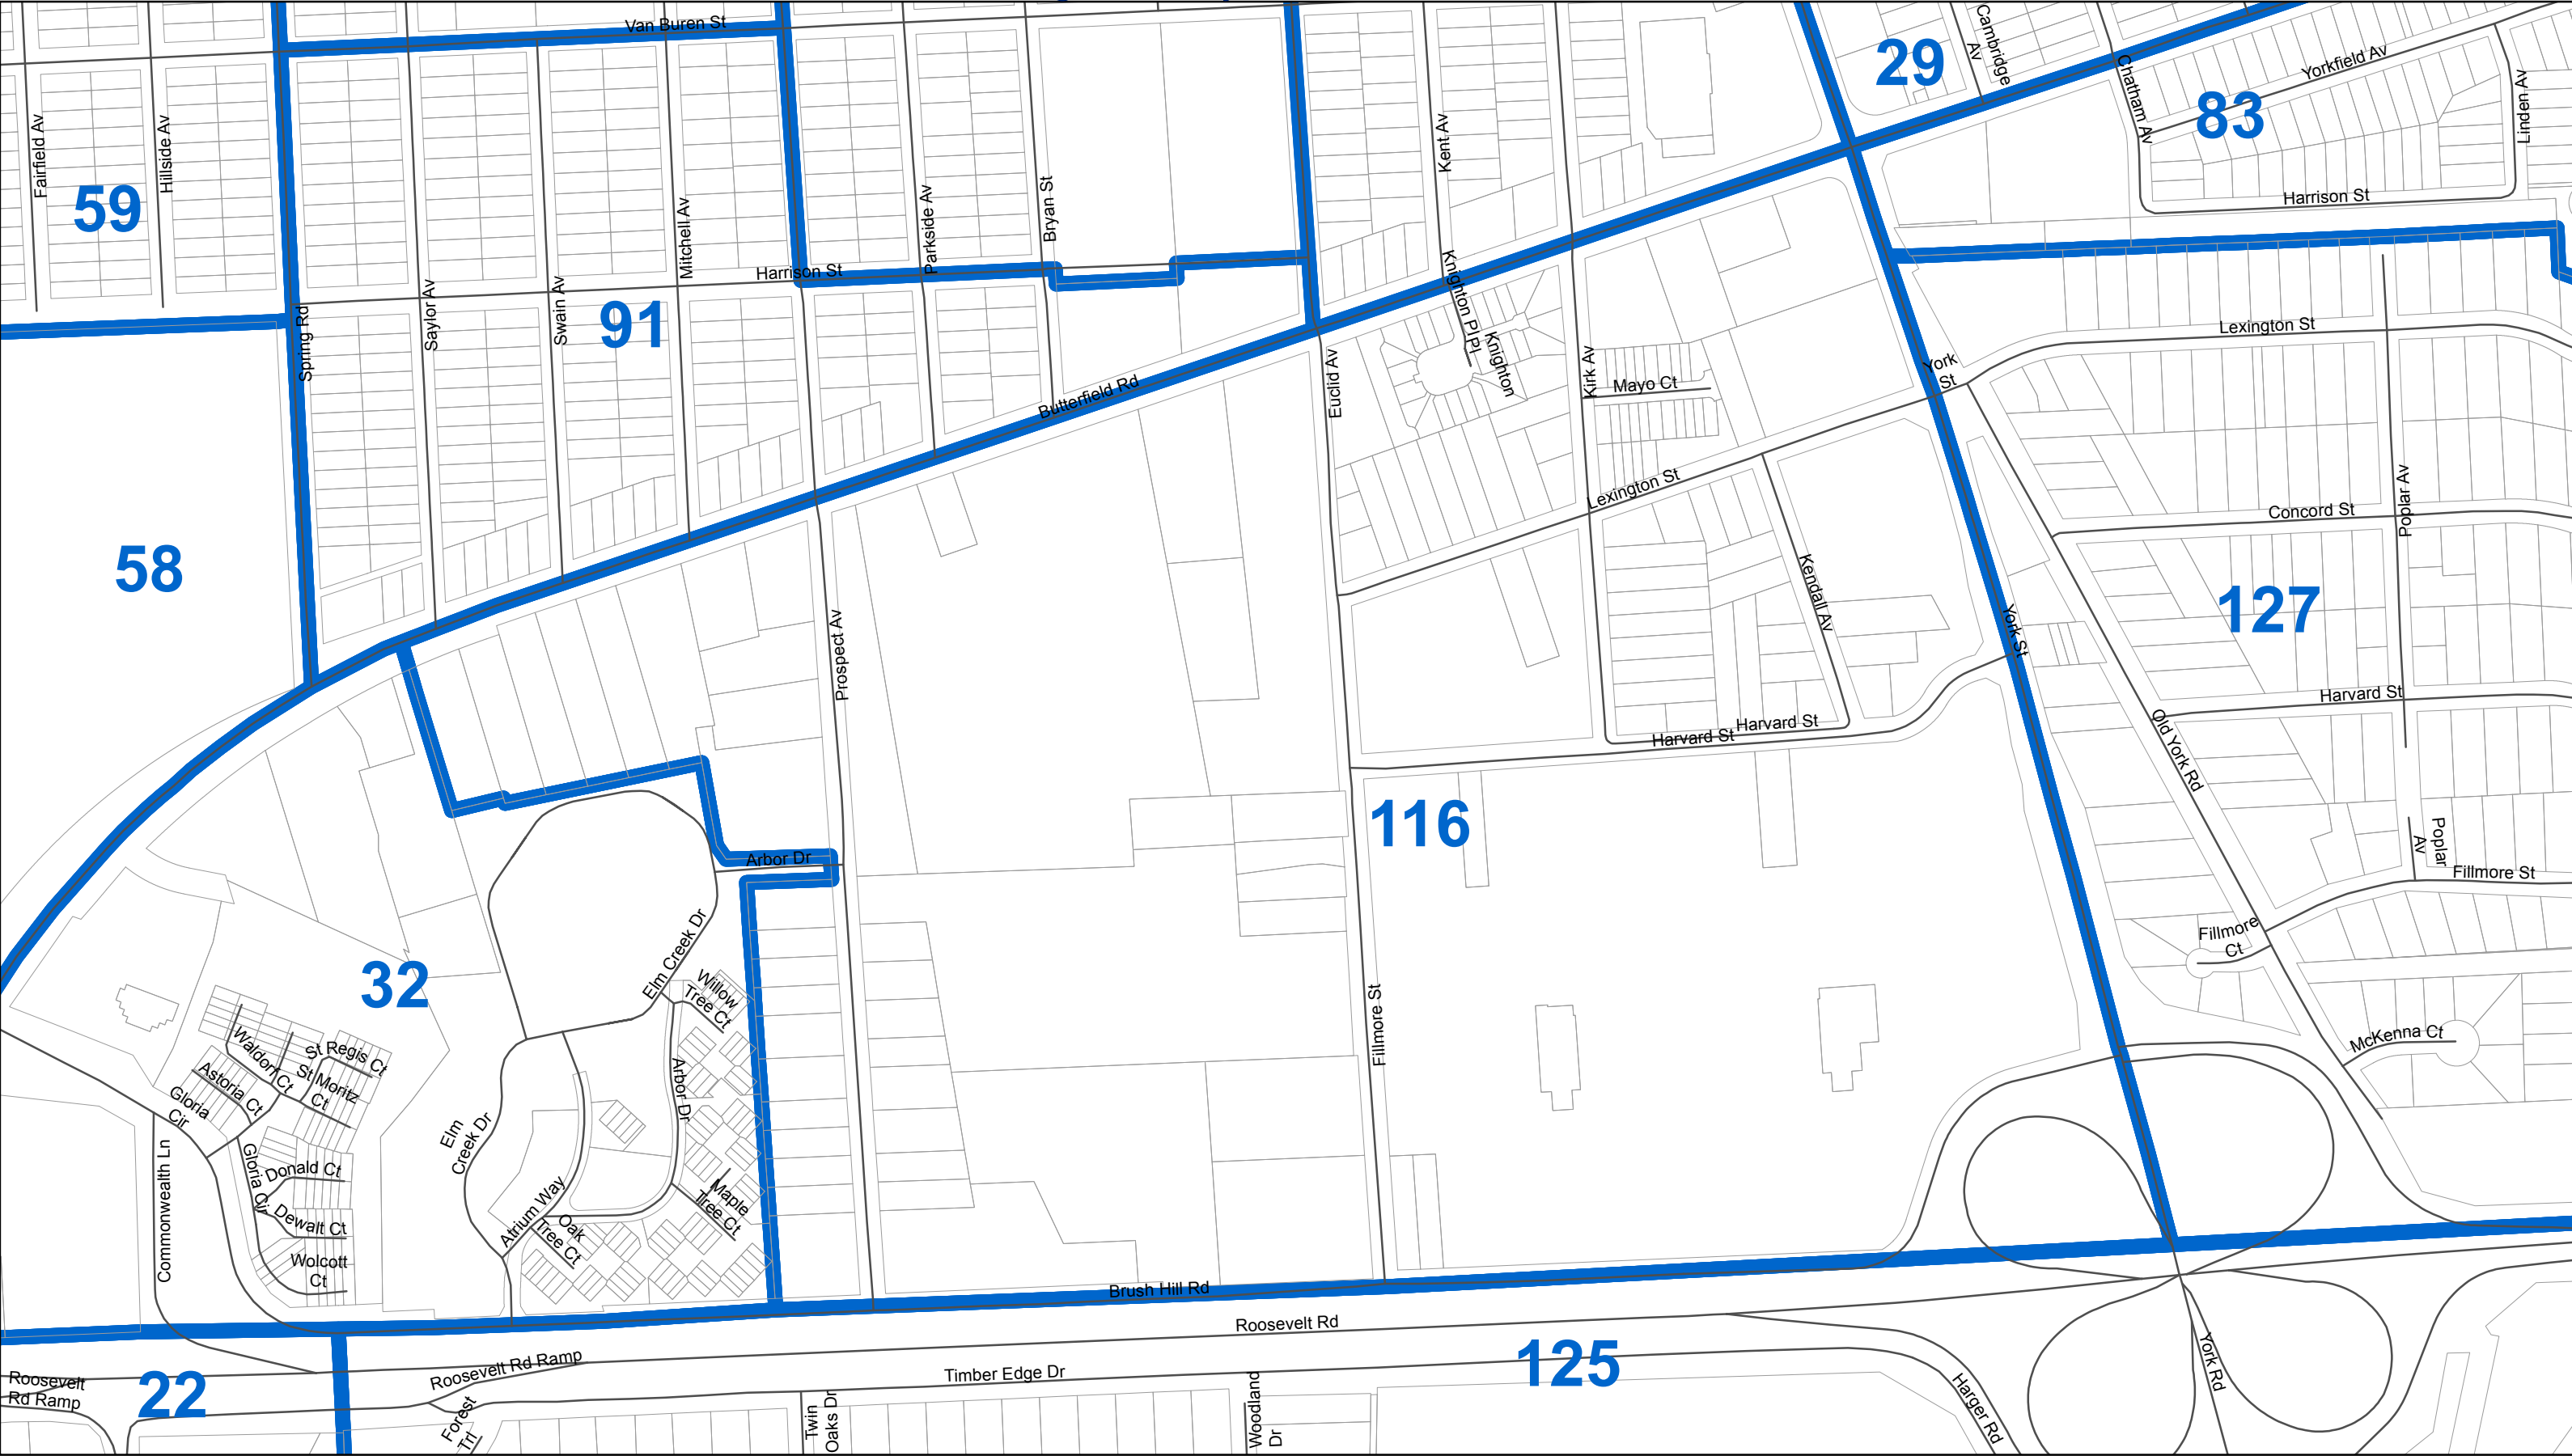 Van Buren St
29
Cambridge
Av
Chatham Av
Yorkfield Av
83
Linden Av
Harrison St
Fairfield Av
Hillside Av
59
Kent Av
Mitchell Av
Parkside Av
Bryan St
Harrison St
Spring Rd
Saylor Av
Swain Av
91
Knighton Pl
Knighton
Pl
Euclid Av
Kirk Av
Mayo Ct
York
St
Lexington St
Butterfield Rd
Lexington St
Poplar Av
Concord St
58
Kendall Av
Prospect Av
York St
127
Harvard St
Harvard St
Harvard St
Old York Rd
116
Poplar
Av
Arbor Dr
Fillmore St
Elm Creek Dr
Fillmore
Ct
32
Willow
Tree Ct
Fillmore St
McKenna Ct
Waldorf Ct
St Regis Ct
St Moritz
Ct
Astoria Ct
Gloria
Cir
Arbor Dr
Elm
Creek Dr
Commonwealth Ln
Gloria Cir
Donald Ct
Dewalt Ct
Wolcott
Ct
Atrium Way
Oak
Tree Ct
Maple
Tree Ct
Brush Hill Rd
Roosevelt Rd
125
Roosevelt
Rd Ramp
22
Roosevelt Rd Ramp
Timber Edge Dr
Forest
Trl
Twin
Oaks Dr
Woodland
Dr
Harger Rd
York Rd